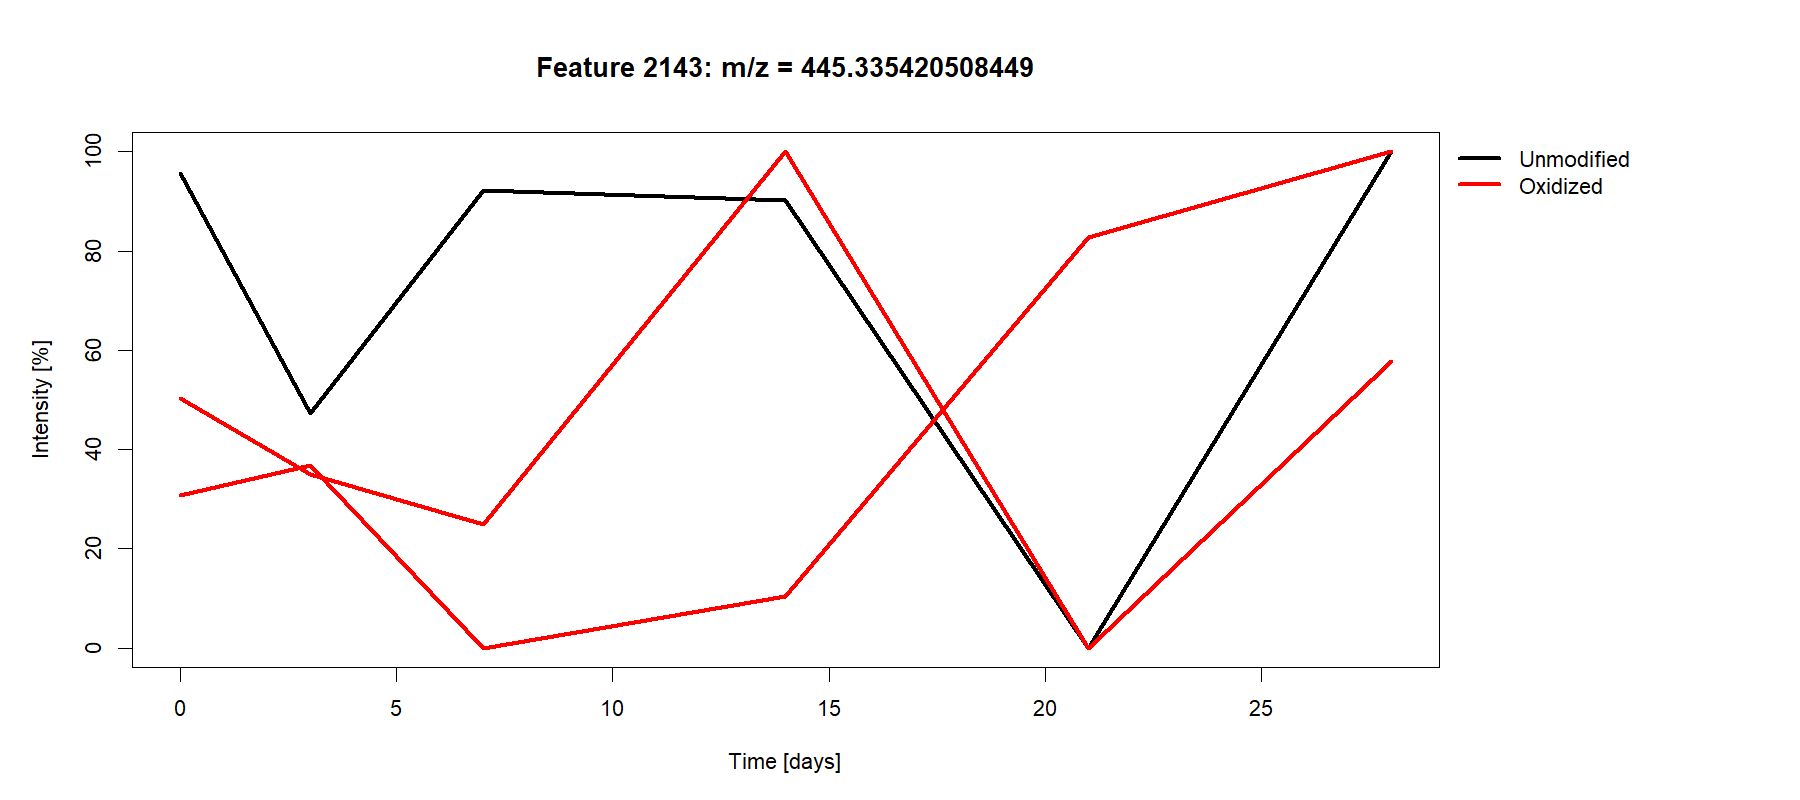 Feature 2143: m/z = 445.335420508449
Unmodified
Oxidized
Intensity [%]
100
80
60
40
20
0
0 5 10 15 20 25
Time [days]